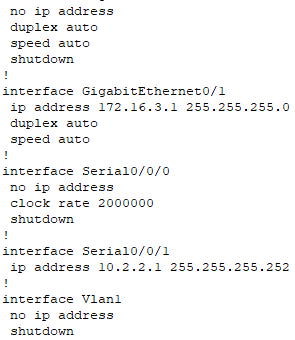 no ip address
duplex auto
speed auto
shutdown
!
interface GigabitEthernet0/1
ip address 172.16.3.1 255.255.255.0
duplex auto
speed auto
!
interface Serial0/0/0
no ip address
clock rate 2000000
shutdown
!
interface Serial0/0/1
ip address 10.2.2.1 255.255.255.252
!
interface Vlan1
no ip address
shutdown